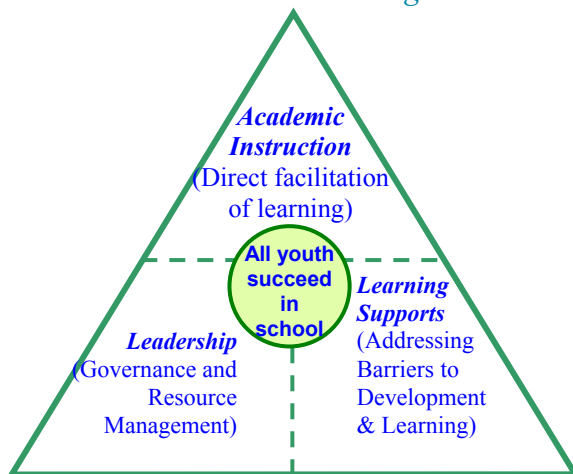 Academic
Instruction
(Direct facilitation
of learning)
All youth
succeed
in
school
Leadership
(Governance and
Resource
Management)
Learning
Supports
(Addressing
Barriers to
Development
& Learning)